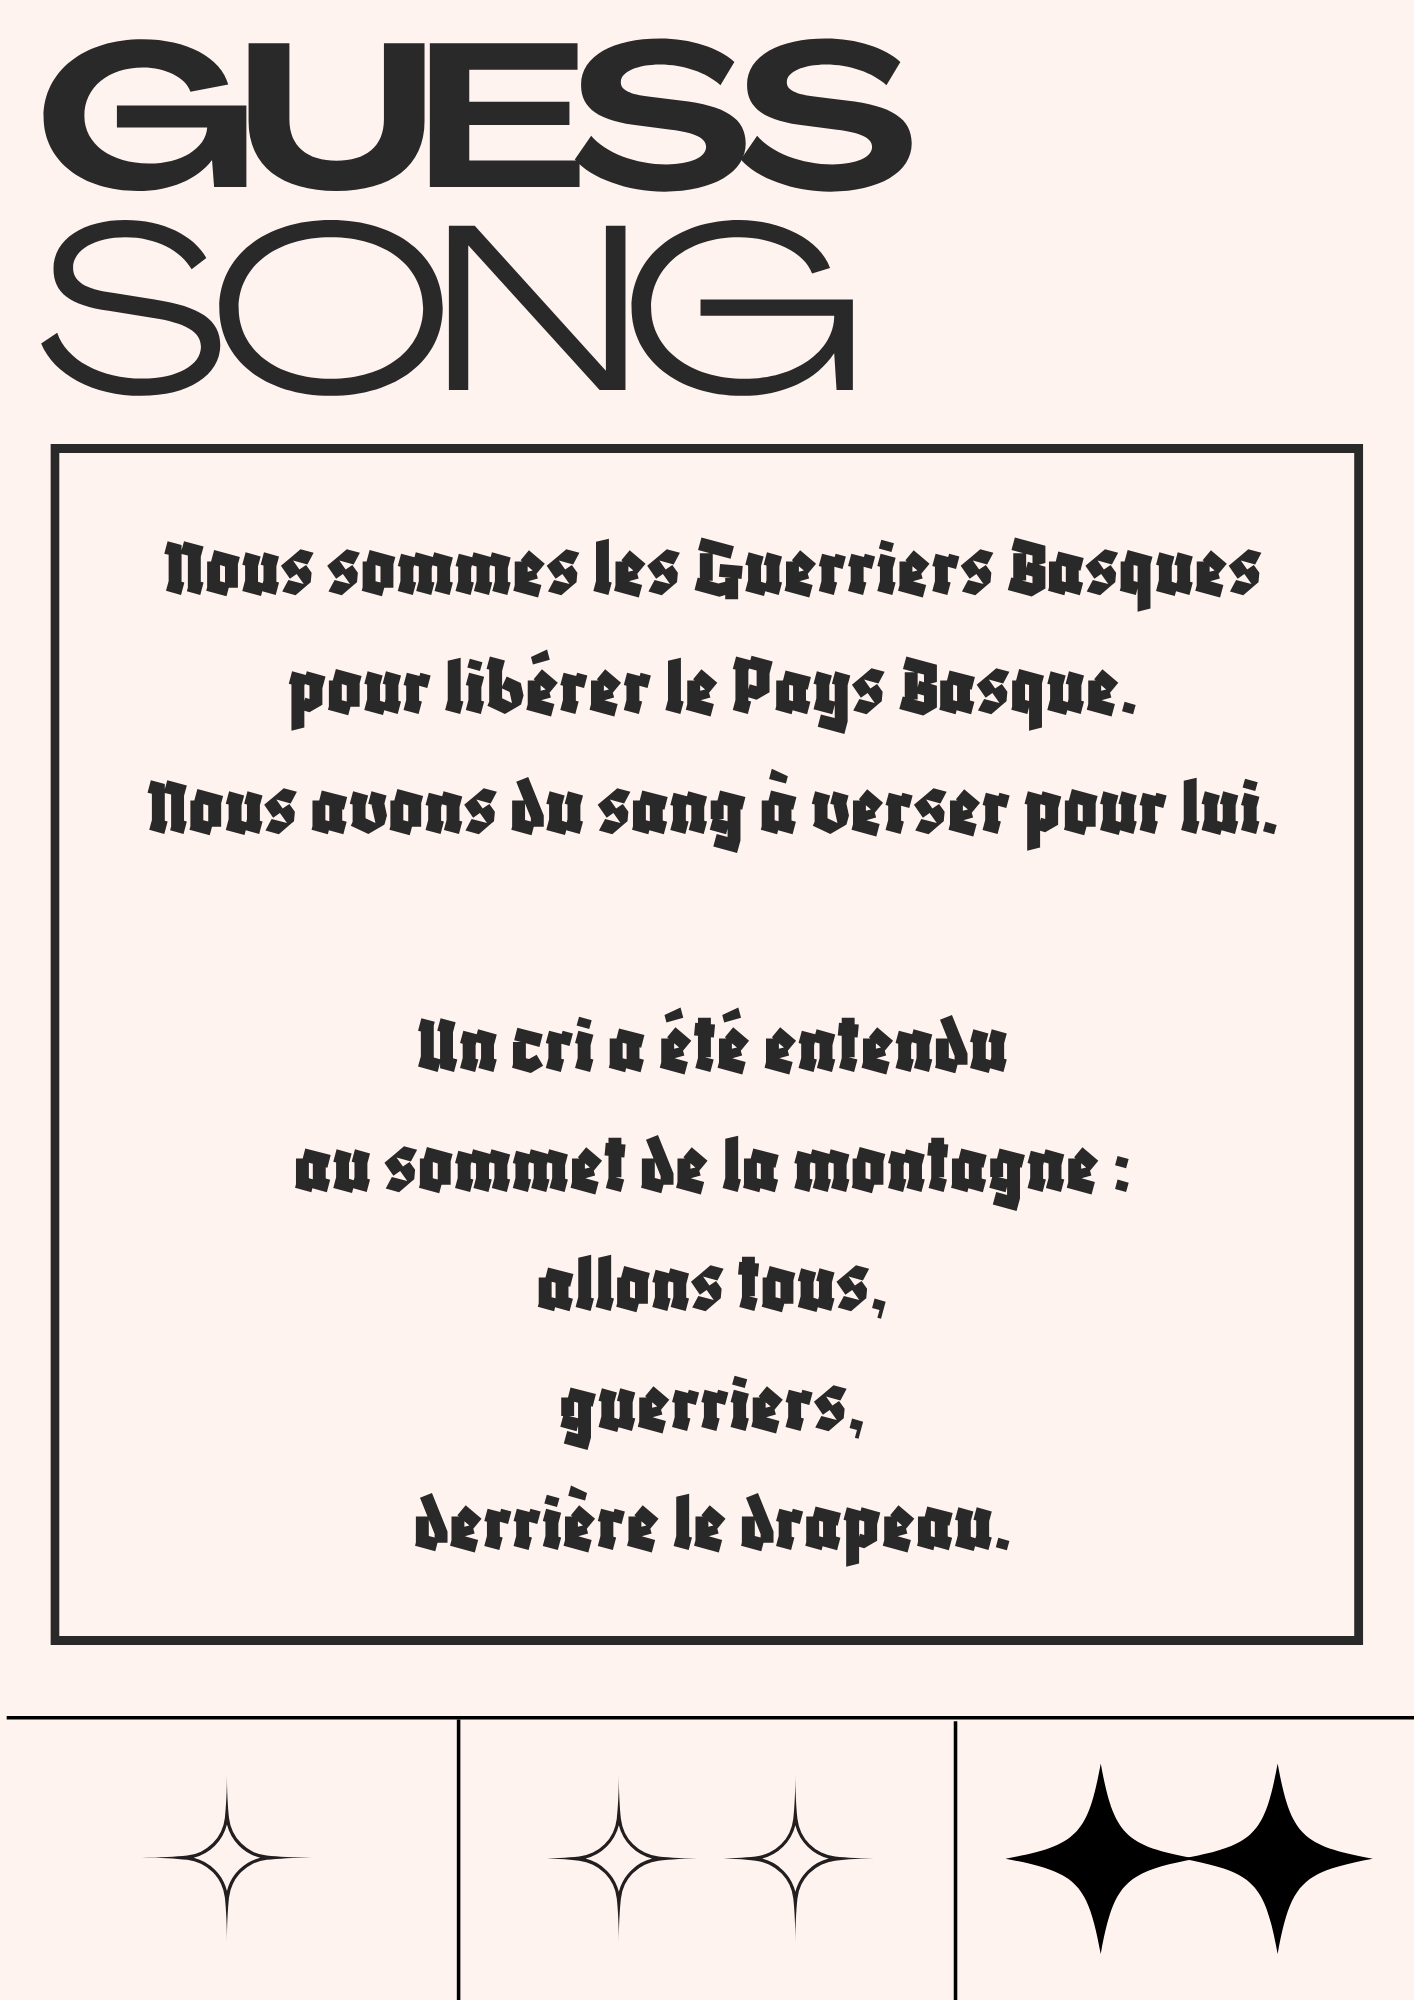 GUESS
SONG
Nous sommes les Guerriers Basques
pour libérer le Pays Basque.
Nous avons du sang à verser pour lui.
Un cri a été entendu
au sommet de la montagne :
allons tous,
guerriers,
derrière le drapeau.